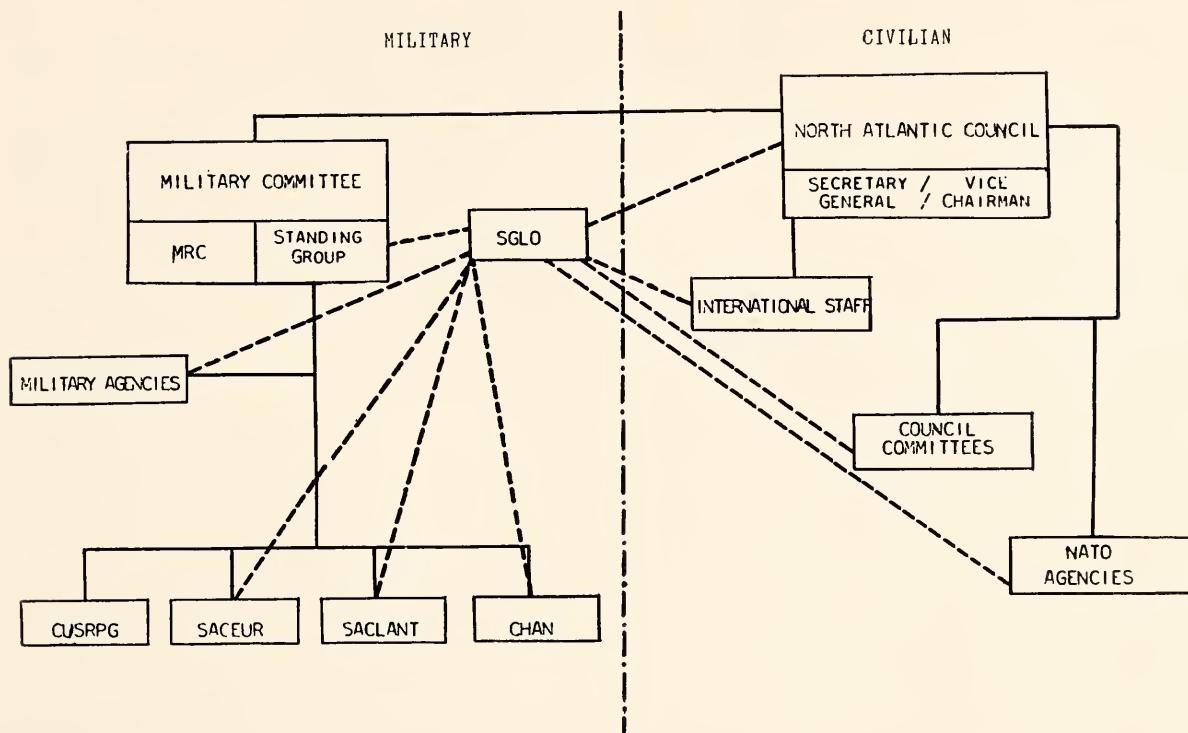 MILITARY
CIVILIAN
NORTH ATLANTIC COUNCIL
SECRETARY / VICE
GENERAL / CHAIRMAN
MILITARY COMMITTEE
MRC
STANDING
GROUP
SGLO
INTERNATIONAL STAFF
MILITARY AGENCIES
COUNCIL
COMMITTEES
NATO
AGENCIES
CUSRPG
SACEUR
SACLANT
CHAN